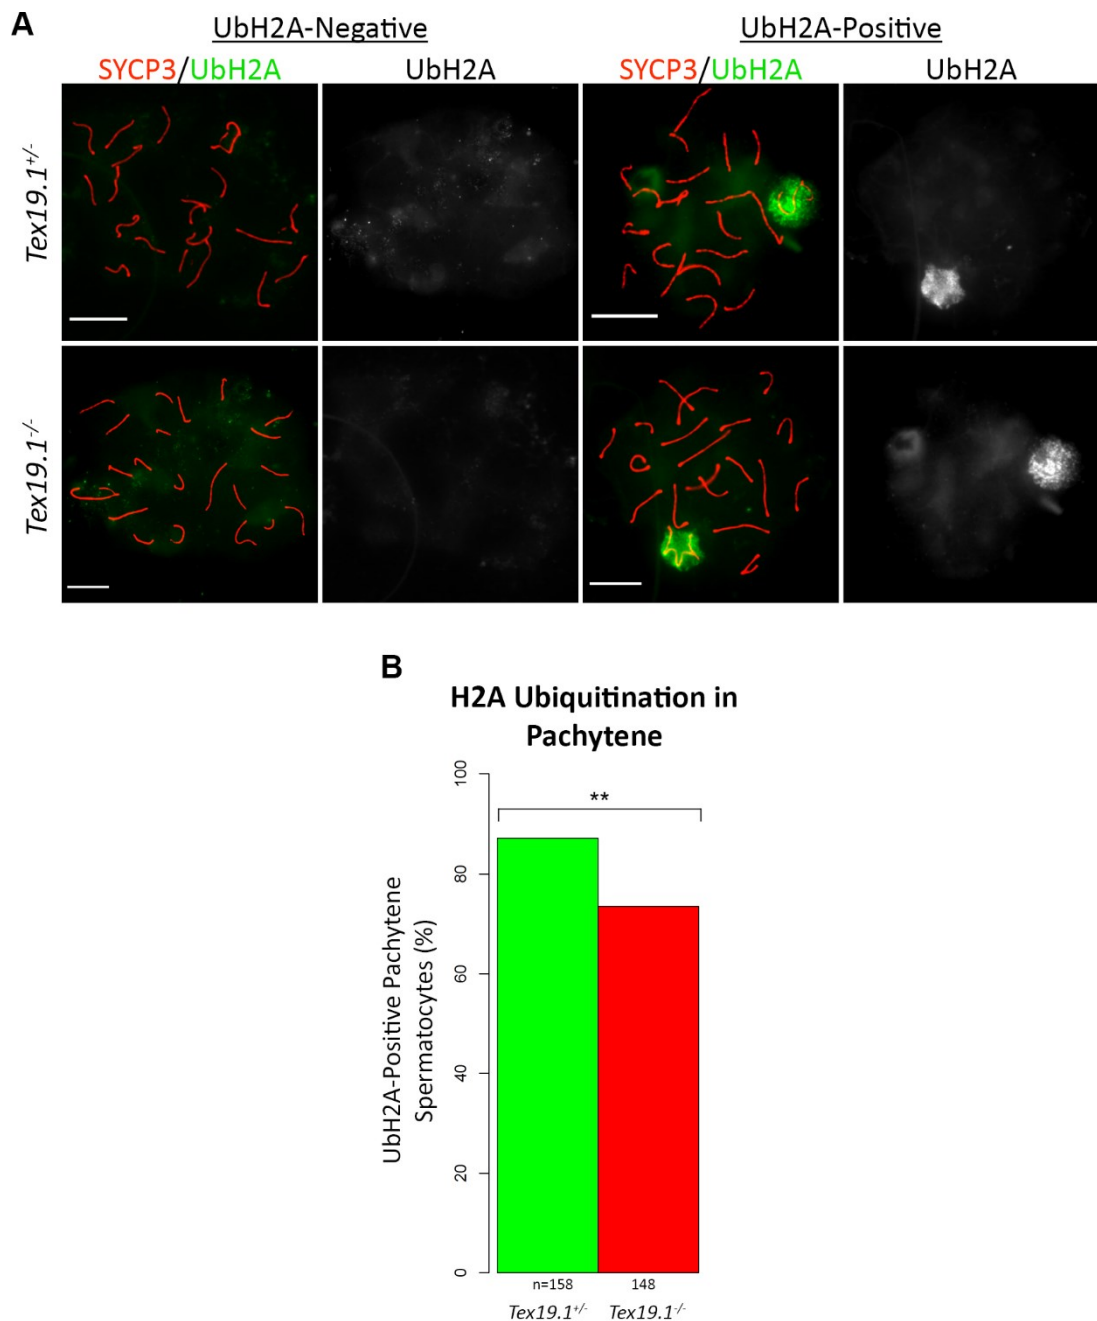 A
UbH2A-Negative
UbH2A-Positive
SYCP3/UbH2A
UbH2A
SYCP3/UbH2A
UbH2A
Tex19.1+/-
Tex19.1-/-
B
H2A Ubiquitination in
Pachytene
**
UbH2A-Positive Pachytene
Spermatocytes (%)
100
80
60
40
20
0
n=158
148
Tex19.1+/-
Tex19.1-/-